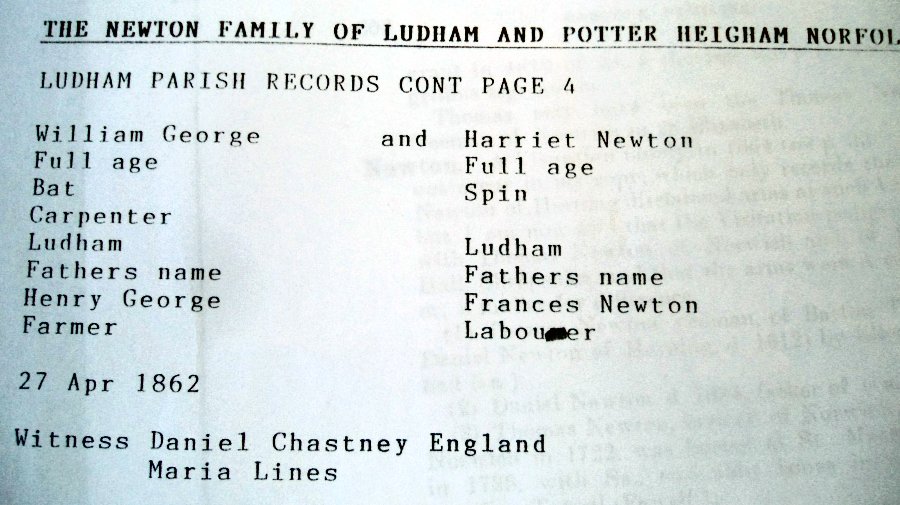 THE NEWTON FAMILY OF LUDHAM AND POTTER HEIGHAM
LUDHAM PARISH RECORDS CONT PAGE 4
William George and Harriet Newton
Full age Full age
Bat Spin
Carpenter
Ludham Ludham
Fathers name Fathers name
Henry George Frances Newton
Farmer Labourer
27 Apr 1862
Witness Daniel Chastney England
Maria Lines